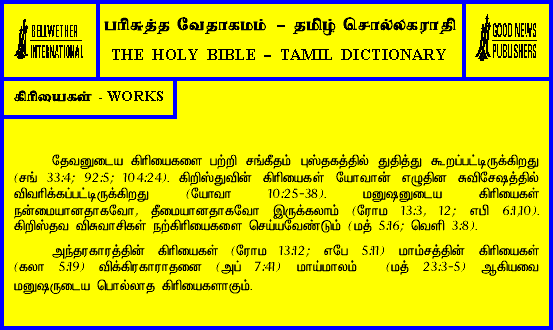 BELLWETHER
INTERNATIONAL
பரிசுத்த வேதாகமம் – தமிழ் சொல்லகராதி
THE HOLY BIBLE – TAMIL DICTIONARY
GOOD NEWS
PUBLISHERS
கிரியைகள் - WORKS
தேவனுடைய கிரியைகளை பற்றி சங்கீதம் புஸ்தகத்தில் துதித்து கூறப்பட்டிருக்கிறது
(சங் 33:4; 92:5; 104:24). கிறிஸ்துவின் கிரியைகள் யோவான் எழுதின சுவிசேஷத்தில்
விவரிக்கப்பட்டிருக்கிறது (யோவா 10:25-38). மனுஷனுடைய கிரியைகள்
நன்மையானதாகவோ, தீமையானதாகவோ இருக்கலாம் (ரோம 13:3, 12; எபி 6:1,10).
கிறிஸ்தவ விசுவாசிகள் நற்கிரியைகளை செய்யவேண்டும் (மத் 5:16; வெளி 3:8).
அந்தரகாரத்தின் கிரியைகள் (ரோம 13:12; எபே 5:11) மாம்சத்தின் கிரியைகள்
(கலா 5:19) விக்கிரகாராதனை (அப் 7:41) மாய்மாலம் (மத் 23:3-5) ஆகியவை
மனுஷருடைய பொல்லாத கிரியைகளாகும்.